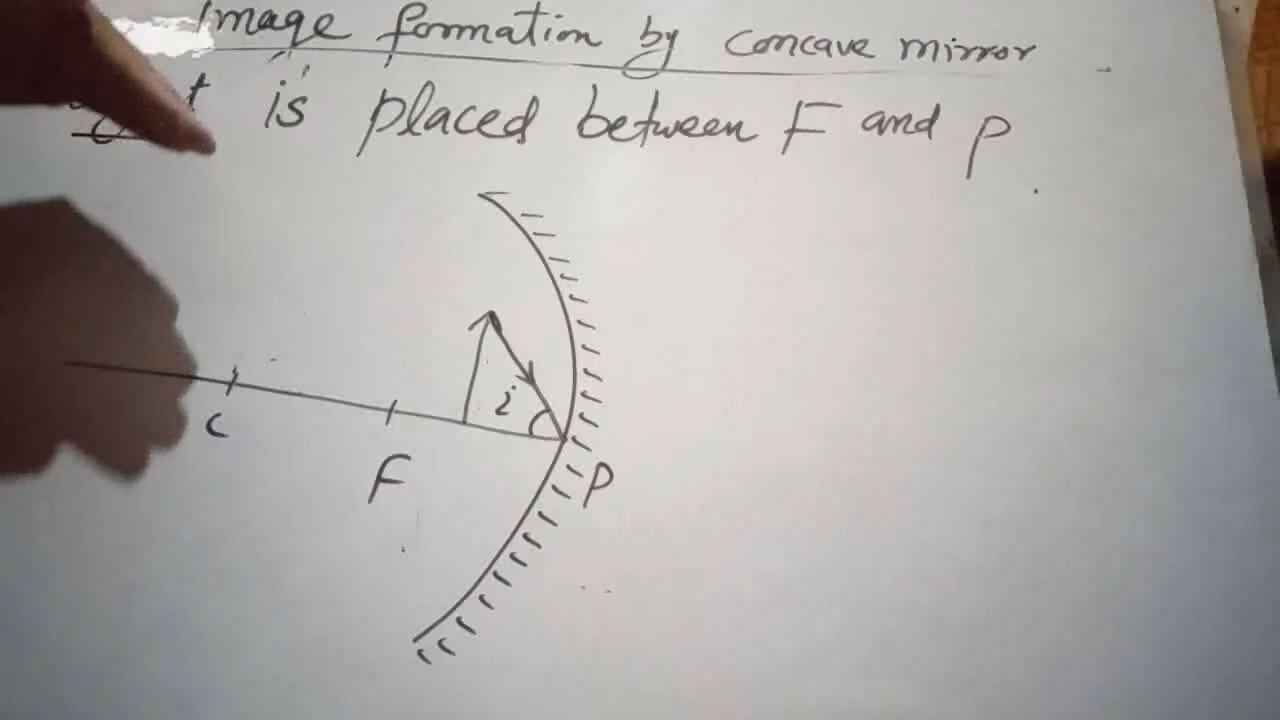 Image formation by concave mirror
is placed between F and P
i
C
F
P